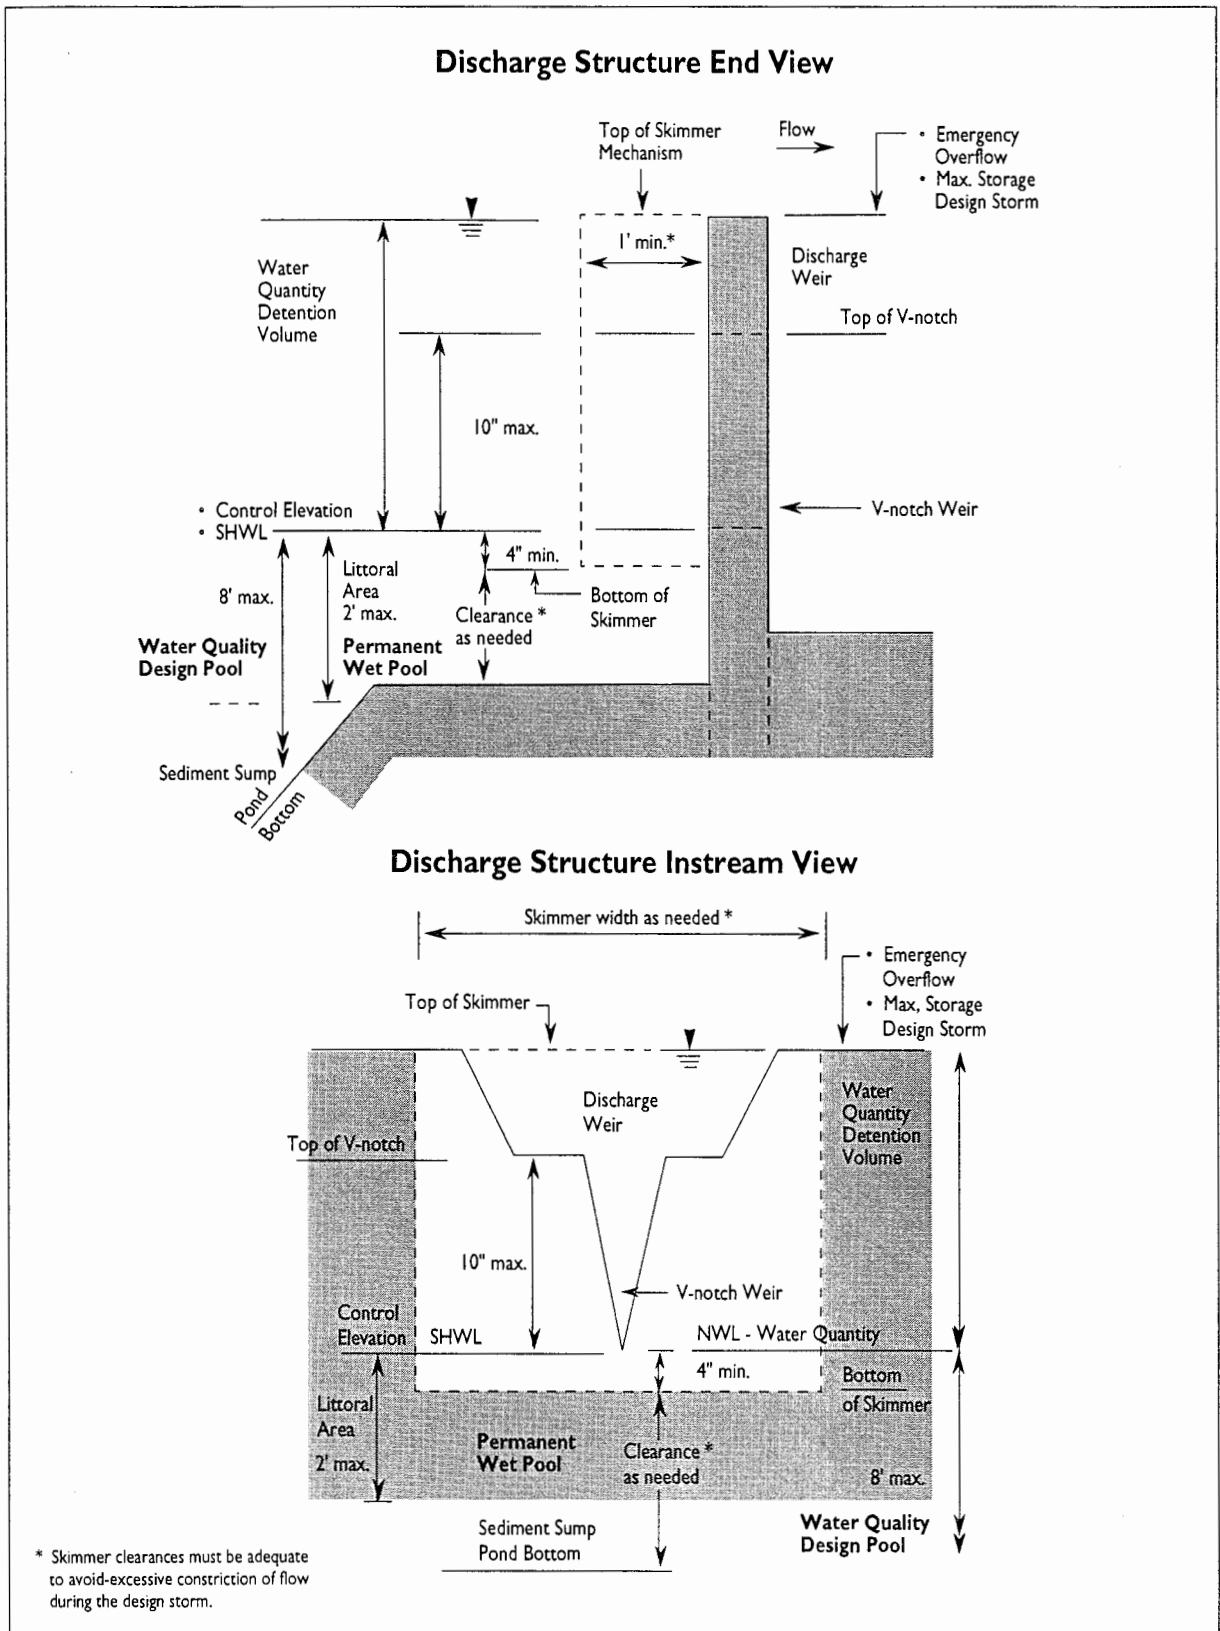 Discharge Structure End View
Top of Skimmer
Mechanism
Flow
• Emergency
Overflow
• Max. Storage
Design Storm
1' min.*
Water
Quantity
Detention
Volume
Discharge
Weir
Top of V-notch
10" max.
• Control Elevation
• SHWL
V-notch Weir
4" min.
Littoral
Area
2' max.
8' max.
Bottom of
Skimmer
Clearance *
as needed
Water Quality
Design Pool
Permanent
Wet Pool
Sediment Sump
Pond
Bottom
Discharge Structure Instream View
Skimmer width as needed *
• Emergency
Overflow
• Max, Storage
Design Storm
Top of Skimmer
Discharge
Weir
Water
Quantity
Detention
Volume
Top of V-notch
10" max.
V-notch Weir
Control
Elevation
SHWL
NWL - Water Quantity
4" min.
Bottom
of Skimmer
Littoral
Area
2' max.
Permanent
Wet Pool
Clearance *
as needed
8' max.
Sediment Sump
Pond Bottom
Water Quality
Design Pool
* Skimmer clearances must be adequate
to avoid-excessive constriction of flow
during the design storm.